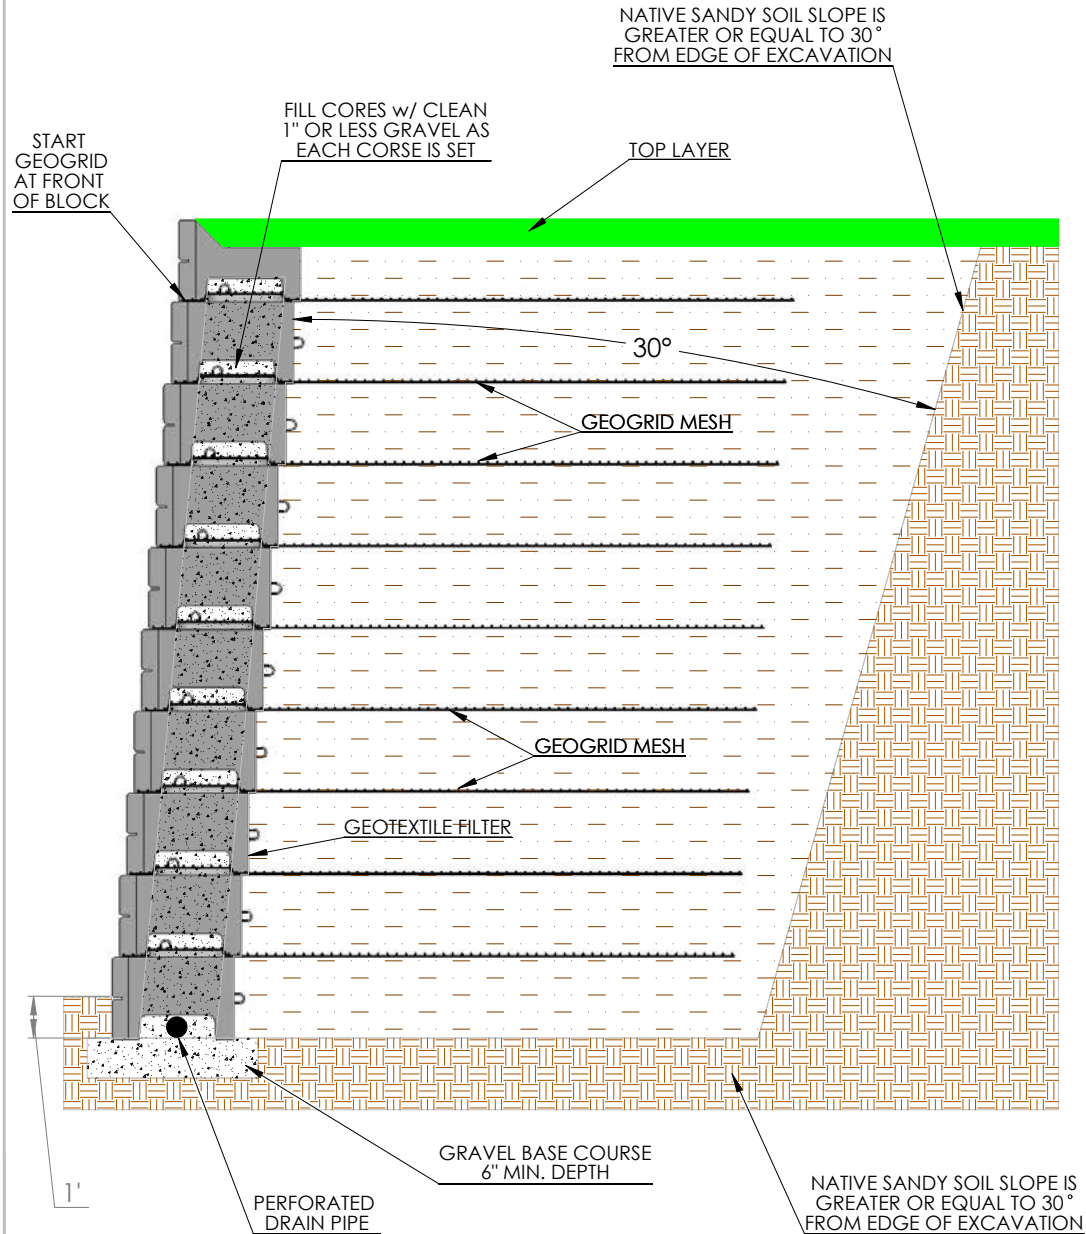 NATIVE SANDY SOIL SLOPE IS
GREATER OR EQUAL TO 30°
FROM EDGE OF EXCAVATION
FILL CORES w/ CLEAN
1" OR LESS GRAVEL AS
EACH CORSE IS SET
START
GEOGRID
AT FRONT
OF BLOCK
TOP LAYER
30°
GEOGRID MESH
GEOGRID MESH
GEOTEXTILE FILTER
GRAVEL BASE COURSE
6" MIN. DEPTH
1'
PERFORATED
DRAIN PIPE
NATIVE SANDY SOIL SLOPE IS
GREATER OR EQUAL TO 30°
FROM EDGE OF EXCAVATION